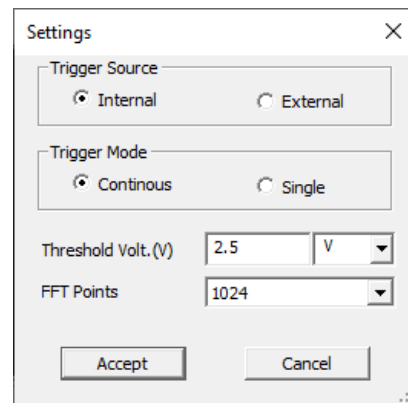 Settings
Trigger Source
Internal External
Trigger Mode
Continous Single
Threshold Volt.(V) 2.5 V
FFT Points 1024
Accept Cancel